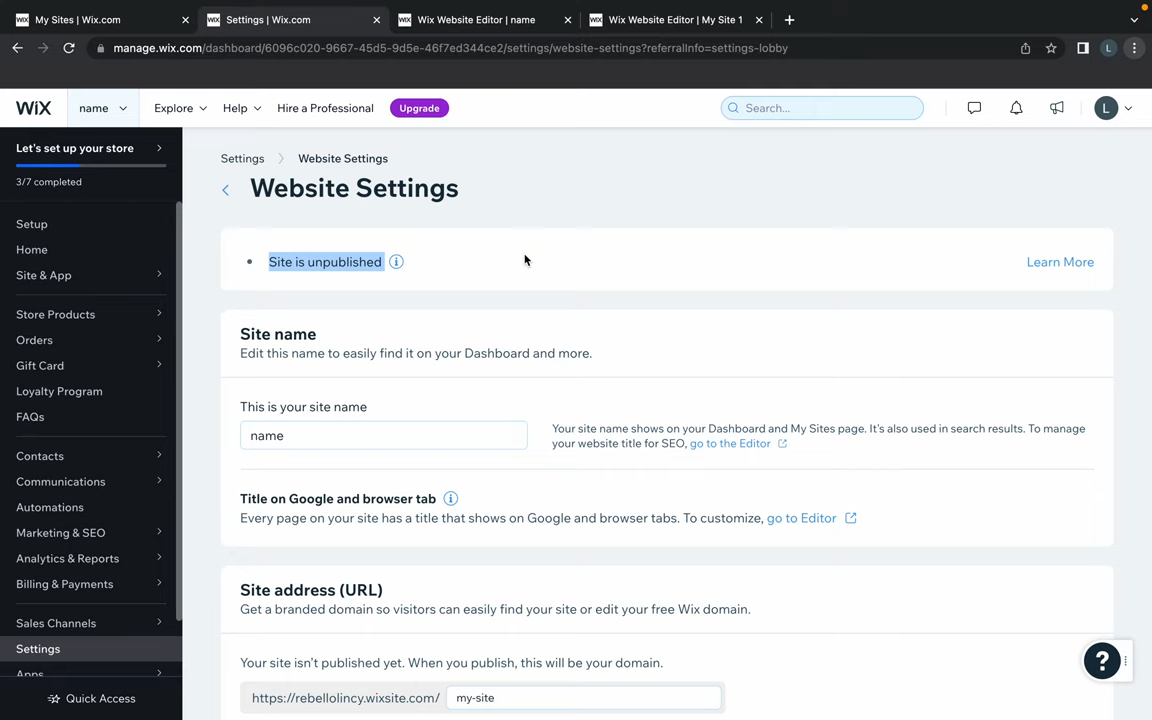 WiX My Sites | Wix.com
WiX Settings | Wix.com
WiX Wix Website Editor | name
WiX Wix Website Editor | My Site 1
manage.wix.com/dashboard/6096c020-9667-45d5-9d5e-46f7ed344ce2/settings/website-settings?referralInfo=settings-lobby
L
WiX name Explore Help Hire a Professional Upgrade Search... L
Let's set up your store
3/7 completed
Setup
Home
Site & App
Store Products
Orders
Gift Card
Loyalty Program
FAQs
Contacts
Communications
Automations
Marketing & SEO
Analytics & Reports
Billing & Payments
Sales Channels
Settings
Apps
Quick Access
Settings Website Settings
Website Settings
Site is unpublished Learn More
Site name
Edit this name to easily find it on your Dashboard and more.
This is your site name
name
Your site name shows on your Dashboard and My Sites page. It's also used in search results. To manage
your website title for SEO, go to the Editor
Title on Google and browser tab
Every page on your site has a title that shows on Google and browser tabs. To customize, go to Editor
Site address (URL)
Get a branded domain so visitors can easily find your site or edit your free Wix domain.
Your site isn't published yet. When you publish, this will be your domain.
https://rebellolincy.wixsite.com/ my-site
?